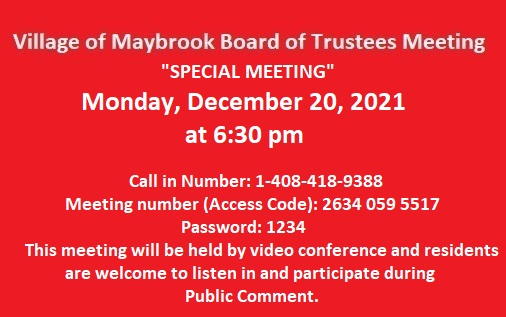 Village of Maybrook Board of Trustees Meeting
"SPECIAL MEETING"
Monday, December 20, 2021
at 6:30 pm
Call in Number: 1-408-418-9388
Meeting number (Access Code): 2634 059 5517
Password: 1234
This meeting will be held by video conference and residents
are welcome to listen in and participate during
Public Comment.